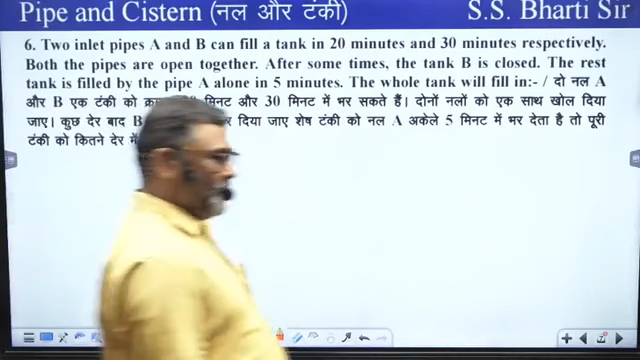 Pipe and Cistern (नल और टंकी) S.S. Bharti Sir
6. Two inlet pipes A and B can fill a tank in 20 minutes and 30 minutes respectively.
Both the pipes are open together. After some times, the tank B is closed. The rest
tank is filled by the pipe A alone in 5 minutes. The whole tank will fill in:- / दो नल A
और B एक टंकी को मिनट और 30 मिनट में भर सकते हैं। दोनों नलों को एक साथ खोल दिया
जाए। कुछ देर बाद B दिया जाए शेष टंकी को नल A अकेले 5 मिनट में भर देता है तो पूरी
टंकी को कितने देर में